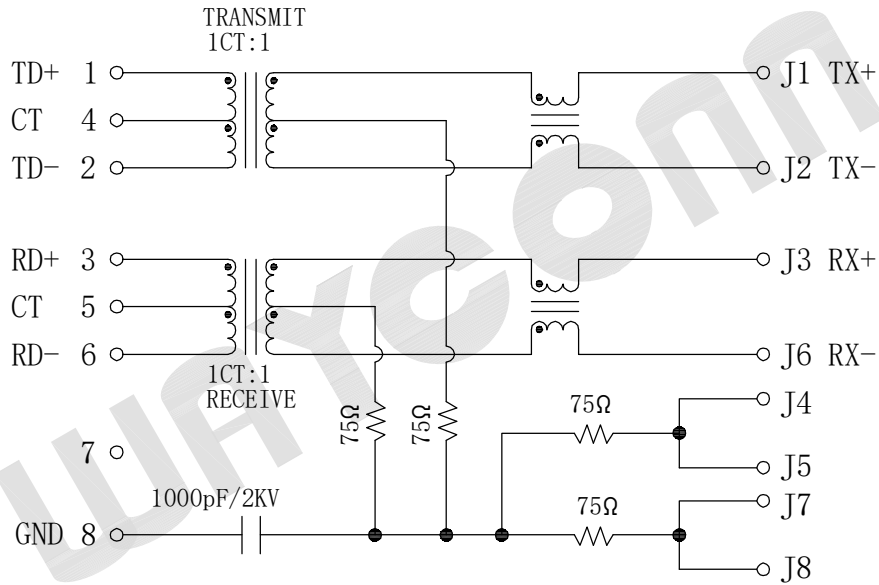 TRANSMIT
1CT:1
TD+ 1
J1 TX+
CT 4
TD- 2
J2 TX-
RD+ 3
J3 RX+
CT 5
RD- 6
J6 RX-
1CT:1
RECEIVE
75Ω
75Ω
75Ω
J4
7
J5
1000pF/2KV
75Ω
J7
GND 8
J8
WAYCONN